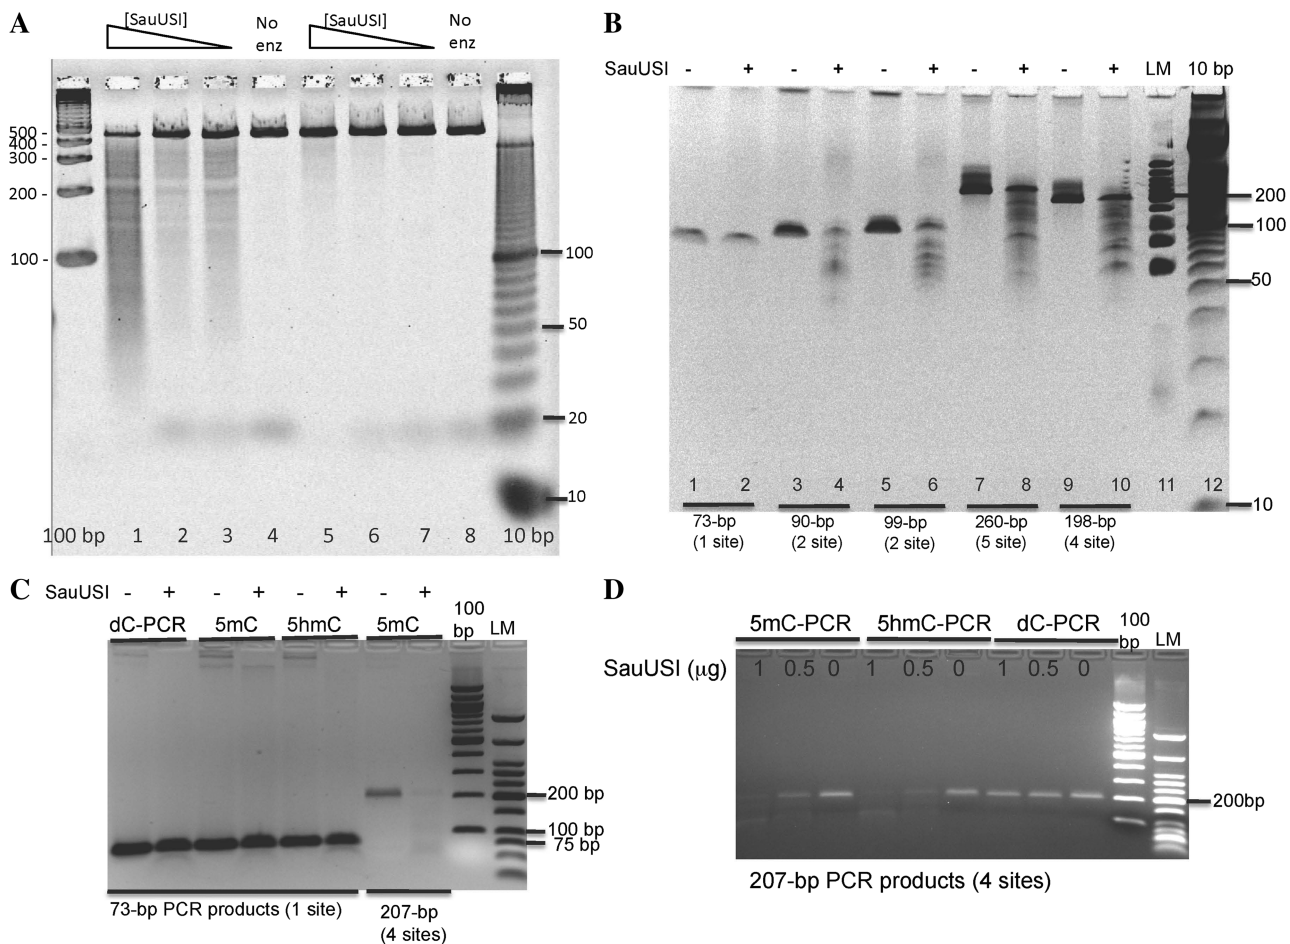 A
[SauUSI]
No
enz
[SauUSI]
No
enz
500 -
400 -
300 -
200 -
100 -
100
50
20
10
100 bp 1 2 3 4 5 6 7 8 10 bp
B
SauUSI - + - + - + - + - + LM 10 bp
200
100
50
10
1 2 3 4 5 6 7 8 9 10 11 12
73-bp 90-bp 99-bp 260-bp 198-bp
(1 site) (2 site) (2 site) (5 site) (4 site)
C
SauUSI - + - + - + - +
dC-PCR 5mC 5hmC 5mC 100
bp LM
200 bp
100 bp
75 bp
73-bp PCR products (1 site)
207-bp
(4 sites)
D
5mC-PCR 5hmC-PCR dC-PCR 100
bp LM
SauUSI (μg) 1 0.5 0 1 0.5 0 1 0.5 0
200bp
207-bp PCR products (4 sites)